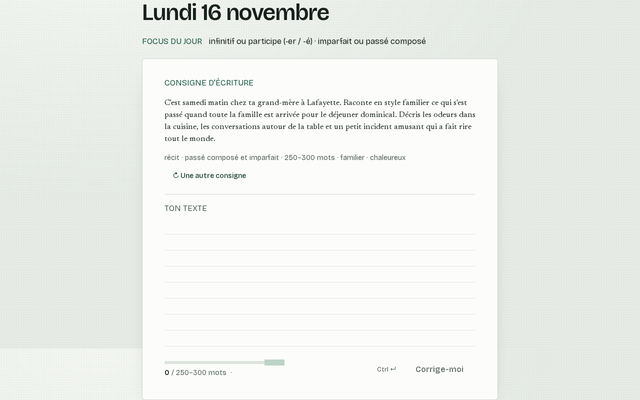 Lundi 16 novembre
FOCUS DU JOUR infinitif ou participe (-er / -é) · imparfait ou passé composé
CONSIGNE D'ÉCRITURE
C'est samedi matin chez ta grand-mère à Lafayette. Raconte en style familier ce qui s'est
passé quand toute la famille est arrivée pour le déjeuner dominical. Décris les odeurs dans
la cuisine, les conversations autour de la table et un petit incident amusant qui a fait rire
tout le monde.
récit · passé composé et imparfait · 250–300 mots · familier · chaleureux
↻ Une autre consigne
TON TEXTE
0 / 250–300 mots ·
Ctrl ↵ Corrige-moi